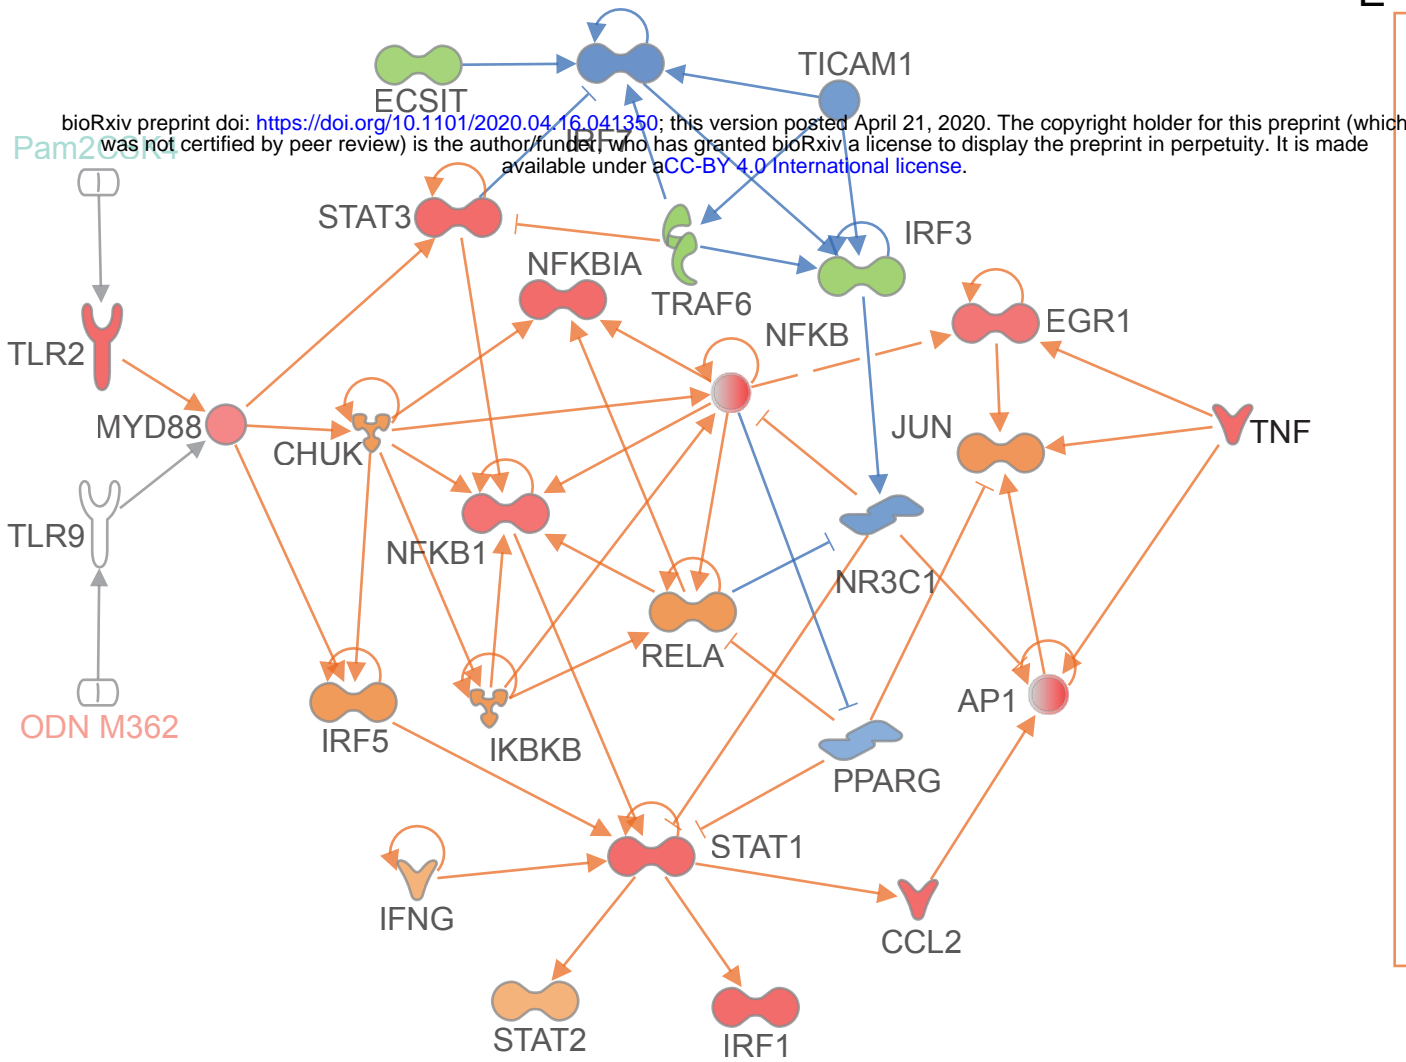 E
ECSIT
TICAM1
bioRxiv preprint doi: https://doi.org/10.1101/2020.04.16.041350; this version posted April 21, 2020. The copyright holder for this preprint (which
Pam2CSK4
IRF7
was not certified by peer review) is the author/funder, who has granted bioRxiv a license to display the preprint in perpetuity. It is made
available under aCC-BY 4.0 International license.
STAT3
IRF3
NFKBIA
TRAF6
NFKB
EGR1
TLR2
MYD88
CHUK
JUN
TNF
TLR9
NFKB1
NR3C1
RELA
AP1
ODN M362
IRF5
IKBKB
PPARG
STAT1
IFNG
CCL2
STAT2
IRF1